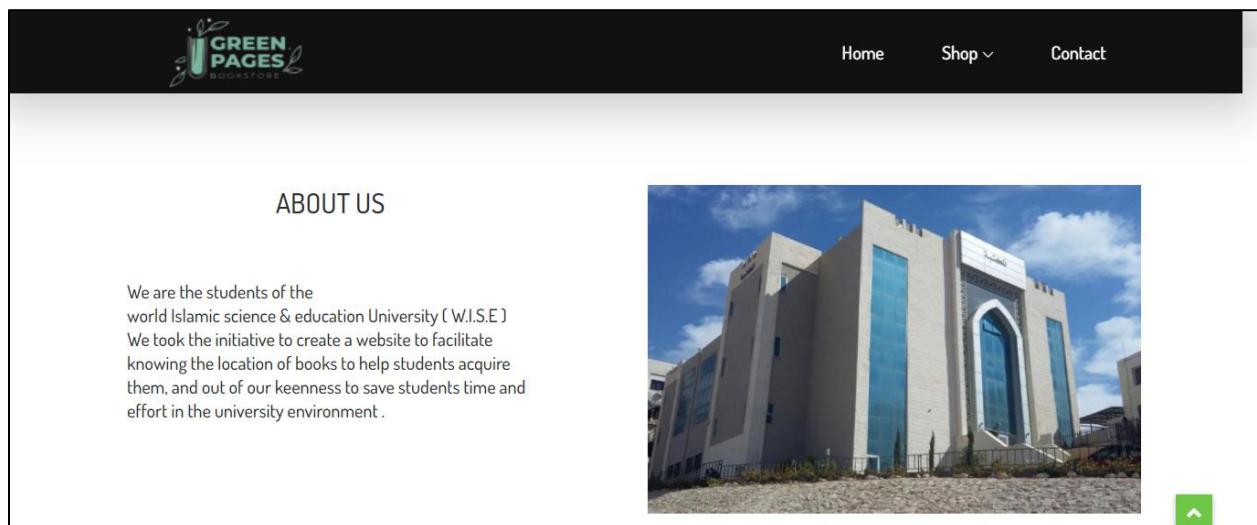 GREEN
PAGES
BOOKSTORE
Home
Shop
Contact
ABOUT US
We are the students of the
world Islamic science & education University ( W.I.S.E )
We took the initiative to create a website to facilitate
knowing the location of books to help students acquire
them, and out of our keenness to save students time and
effort in the university environment .